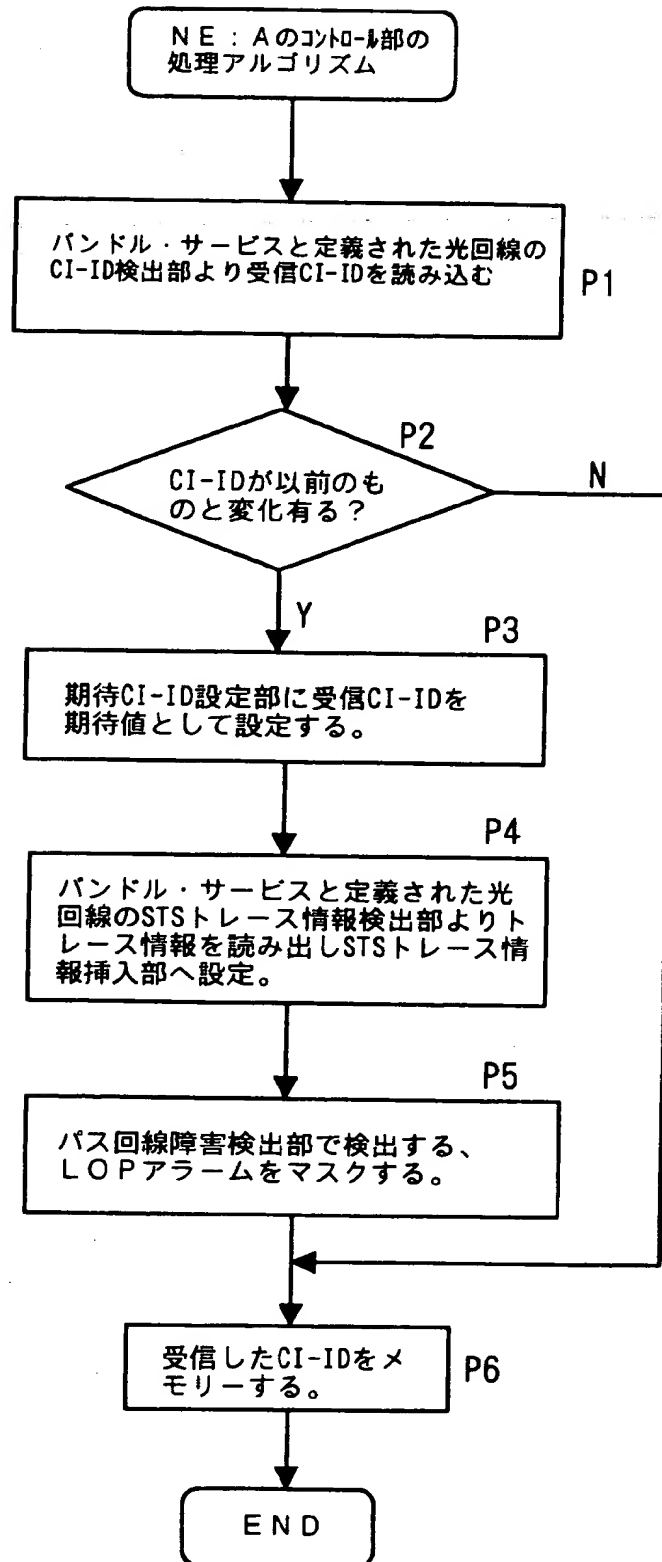 NE:Aのコントロール部の
処理アルゴリズム
バンドル・サービスと定義された光回線の
CI-ID検出部より受信CI-IDを読み込む
P1
P2
CI-IDが以前のも
のと変化有る?
N
Y
P3
期待CI-ID設定部に受信CI-IDを
期待値として設定する。
P4
バンドル・サービスと定義された光
回線のSTSトレース情報検出部よりト
レース情報を読み出しSTSトレース情
報挿入部へ設定。
P5
パス回線障害検出部で検出する、
LOPアラームをマスクする。
受信したCI-IDをメ
モリーする。
P6
END